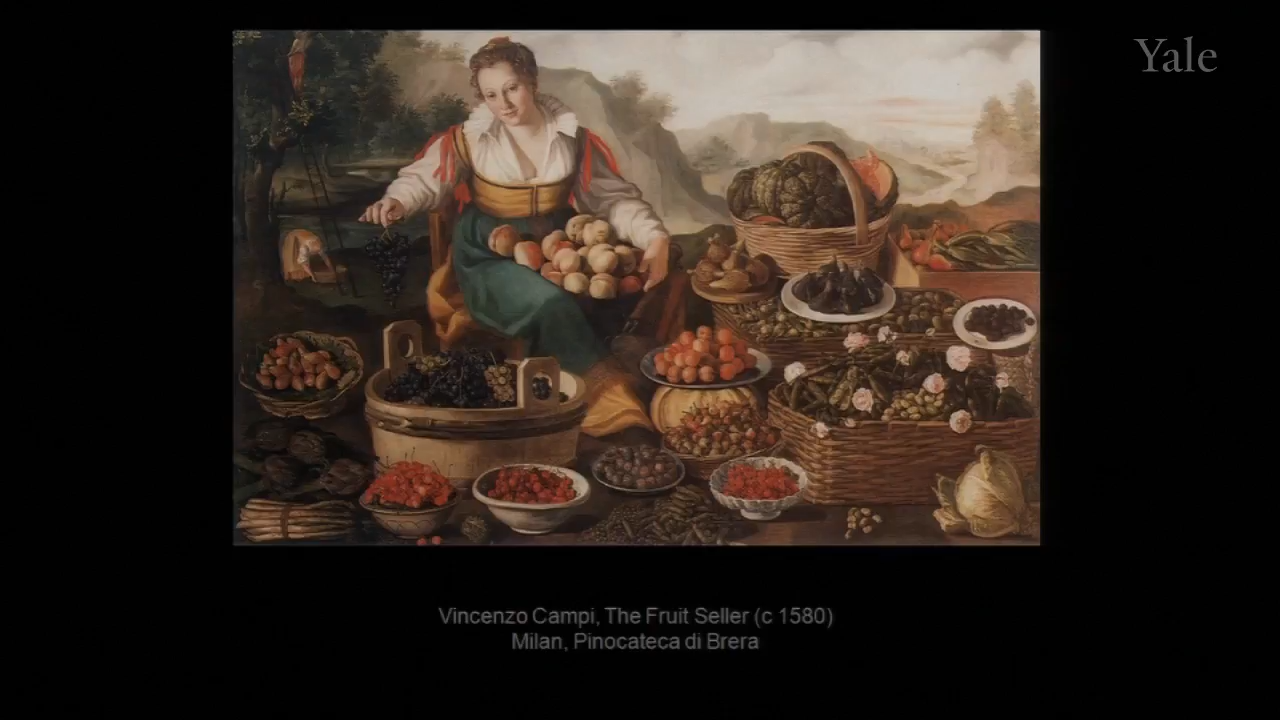 Yale
Vincenzo Campi, The Fruit Seller (c 1580)
Milan, Pinocateca di Brera